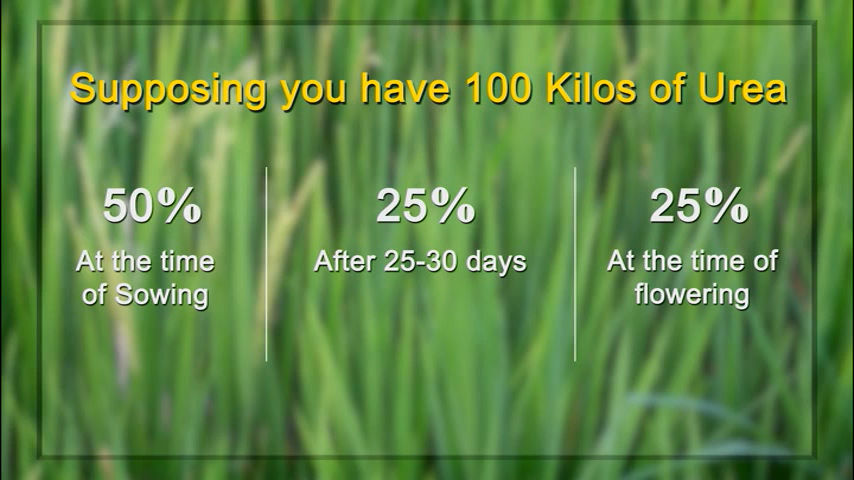 Supposing you have 100 Kilos of Urea
50%
At the time
of Sowing
25%
After 25-30 days
25%
At the time of
flowering